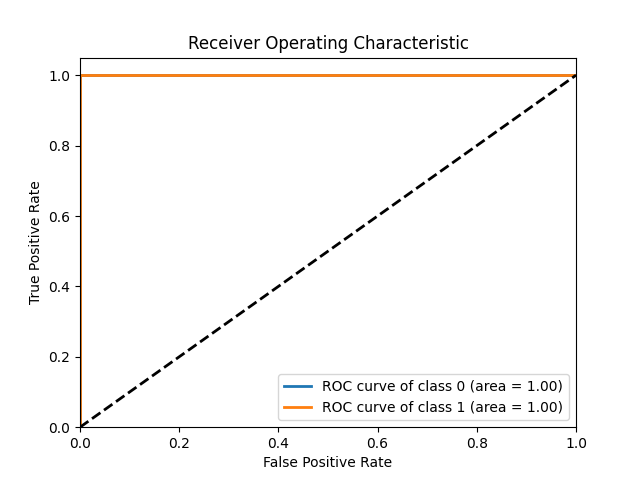 Receiver Operating Characteristic
True Positive Rate
1.0
0.8
0.6
0.4
0.2
0.0
ROC curve of class 0 (area = 1.00)
ROC curve of class 1 (area = 1.00)
0.0 0.2 0.4 0.6 0.8 1.0
False Positive Rate